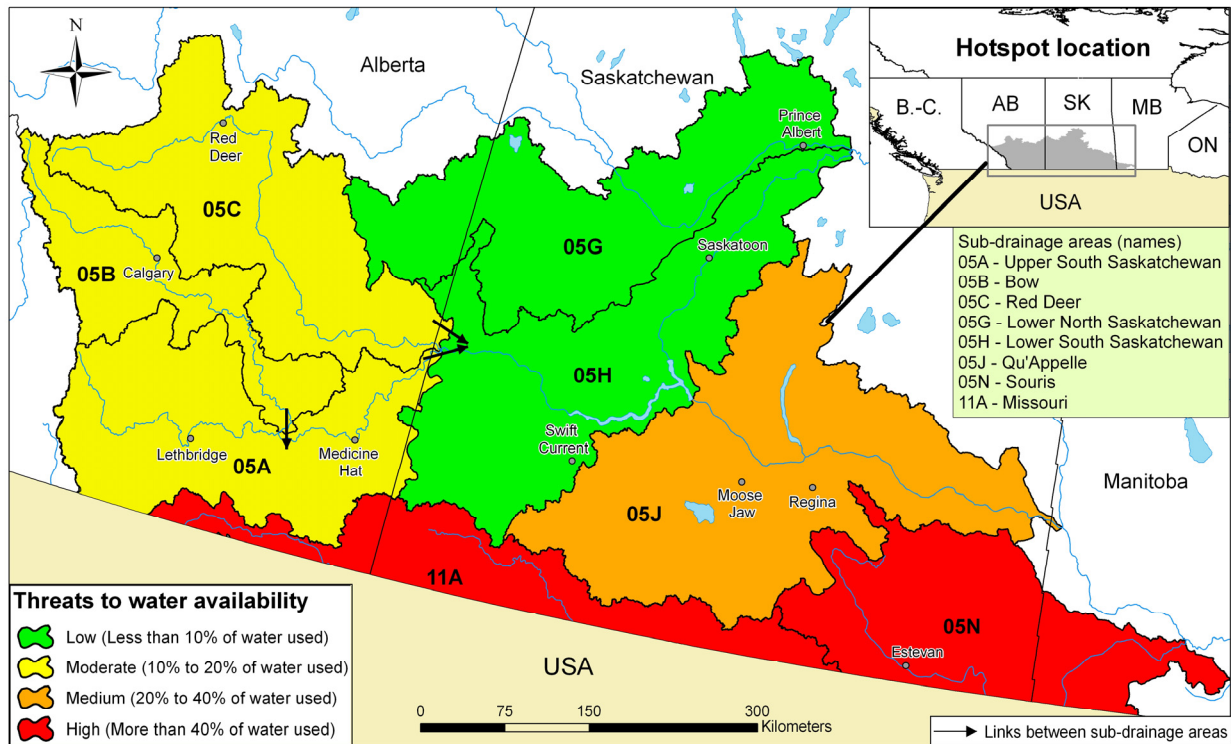 N
Alberta
Saskatchewan
Prince
Albert
Red
Deer
05C
05G
Saskatoon
05B
Calgary
05H
Swift
Current
Lethbridge
Medicine
Hat
05A
Moose
Jaw
Regina
05J
Manitoba
11A
05N
Estevan
USA
Hotspot location
B.-C.
AB
SK
MB
ON
USA
Sub-drainage areas (names)
05A - Upper South Saskatchewan
05B - Bow
05C - Red Deer
05G - Lower North Saskatchewan
05H - Lower South Saskatchewan
05J - Qu'Appelle
05N - Souris
11A - Missouri
Threats to water availability
Low (Less than 10% of water used)
Moderate (10% to 20% of water used)
Medium (20% to 40% of water used)
High (More than 40% of water used)
0 75 150 300
Kilometers
Links between sub-drainage areas